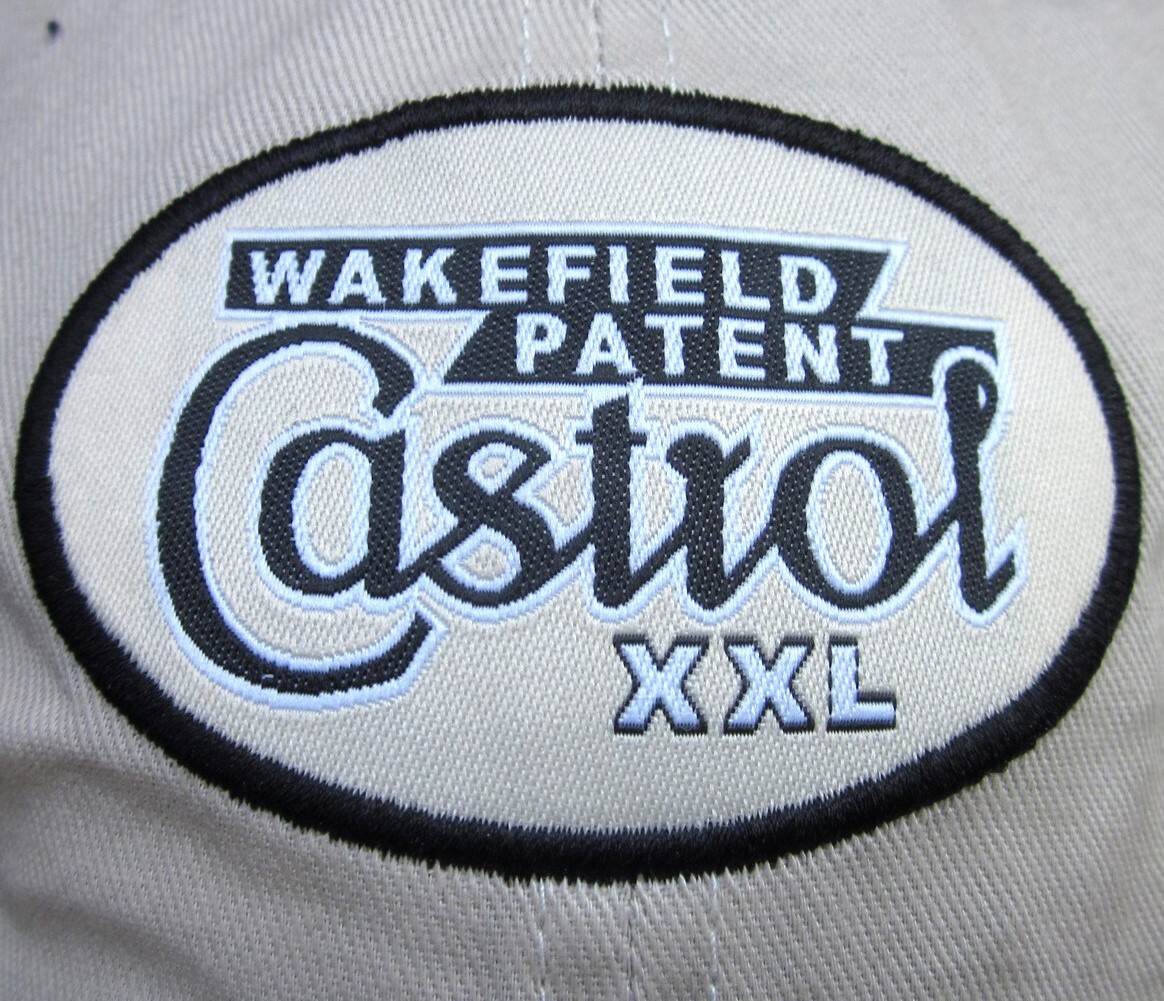 WAKEFIELD
PATENT
Castrol
XXL